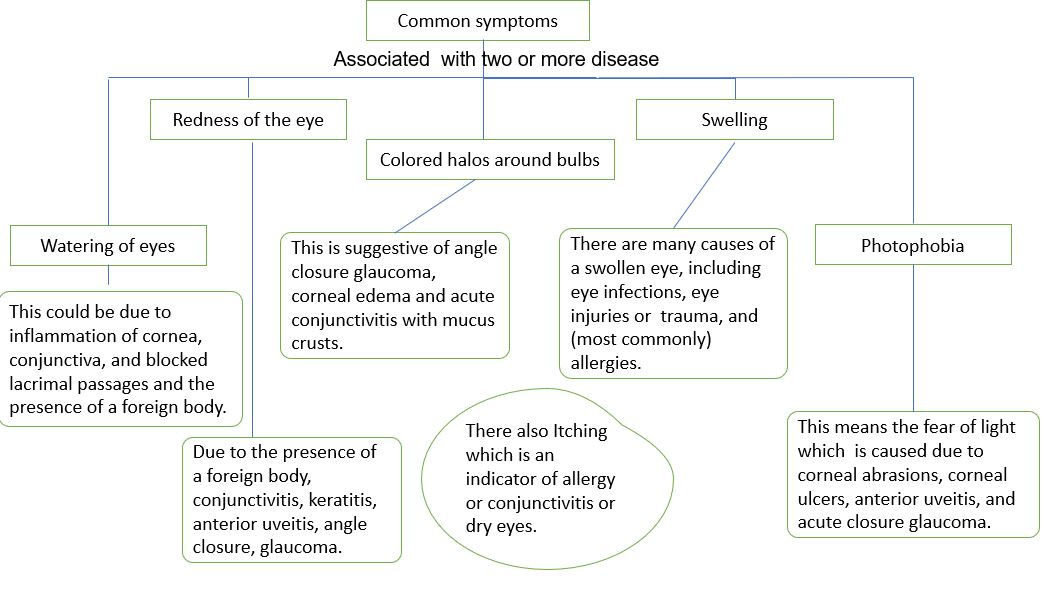 Common symptoms
Associated  with two or more disease
Redness of the eye
Swelling
Colored halos around bulbs
Watering of eyes
Photophobia
This could be due to
inflammation of cornea,
conjunctiva, and blocked
lacrimal passages and the
presence of a foreign body.
This is suggestive of angle
closure glaucoma,
corneal edema and acute
conjunctivitis with mucus
crusts.
There are many causes of
a swollen eye, including
eye infections, eye
injuries or  trauma, and
(most commonly)
allergies.
Due to the presence of
a foreign body,
conjunctivitis, keratitis,
anterior uveitis, angle
closure, glaucoma.
There also Itching
which is an
indicator of allergy
or conjunctivitis or
dry eyes.
This means the fear of light
which  is caused due to
corneal abrasions, corneal
ulcers, anterior uveitis, and
acute closure glaucoma.